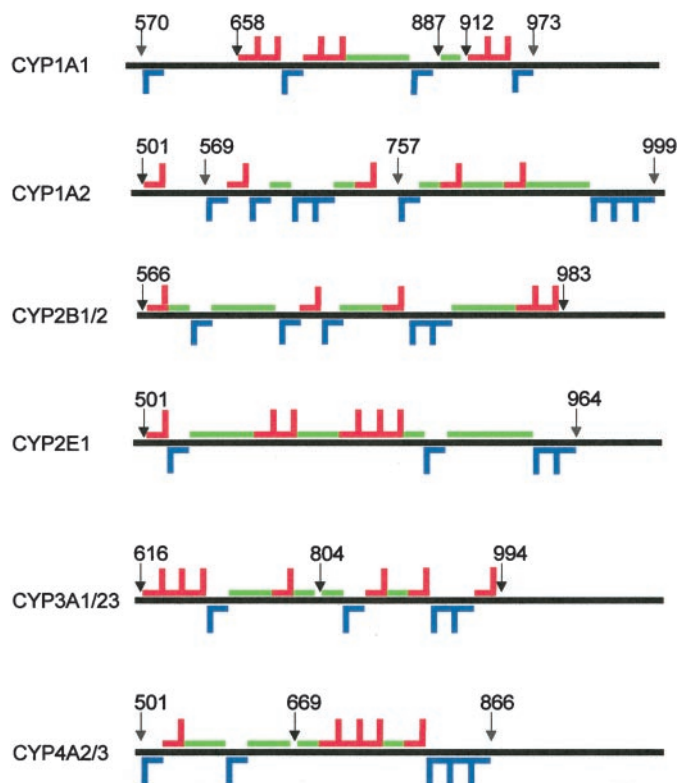 570 658 887 912 973
CYP1A1
501 569 757 999
CYP1A2
566 983
CYP2B1/2
501 964
CYP2E1
616 804 994
CYP3A1/23
501 669 866
CYP4A2/3